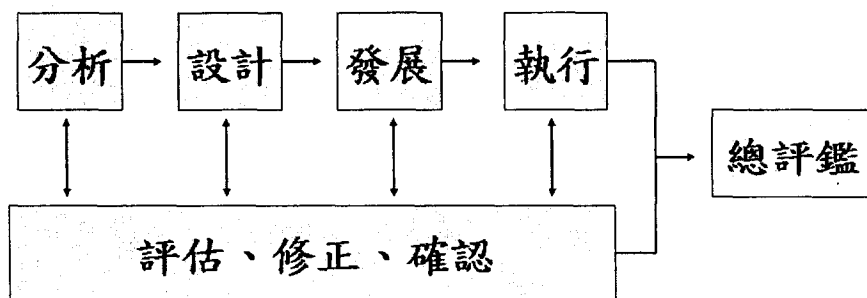 分析
設計
發展
執行
總評鑑
評估、修正、確認